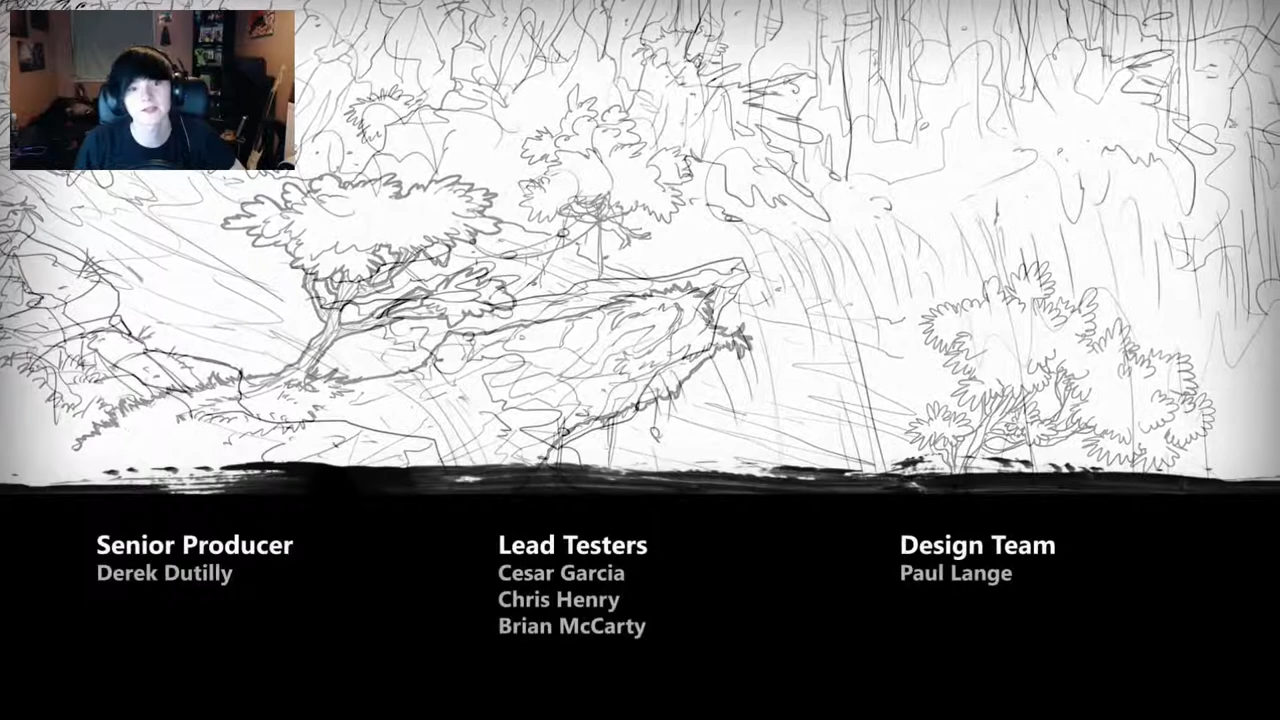 Senior Producer
Derek Dutilly
Lead Testers
Cesar Garcia
Chris Henry
Brian McCarty
Design Team
Paul Lange